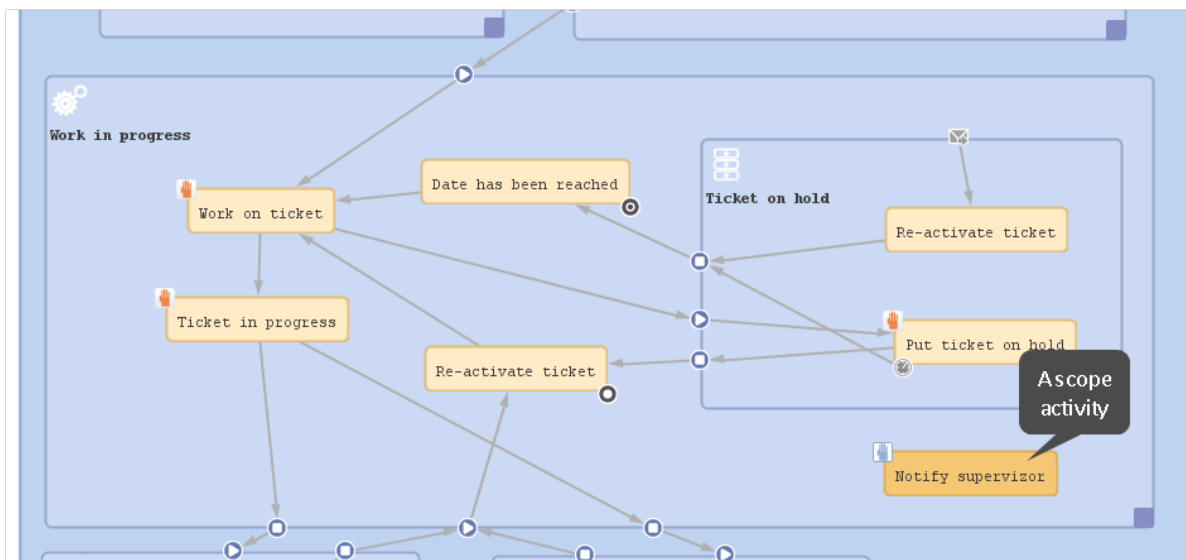 Work in progress
Date has been reached
Work on ticket
Ticket on hold
Re-activate ticket
Ticket in progress
Put ticket on hold
Re-activate ticket
A scope
activity
Notify supervizor